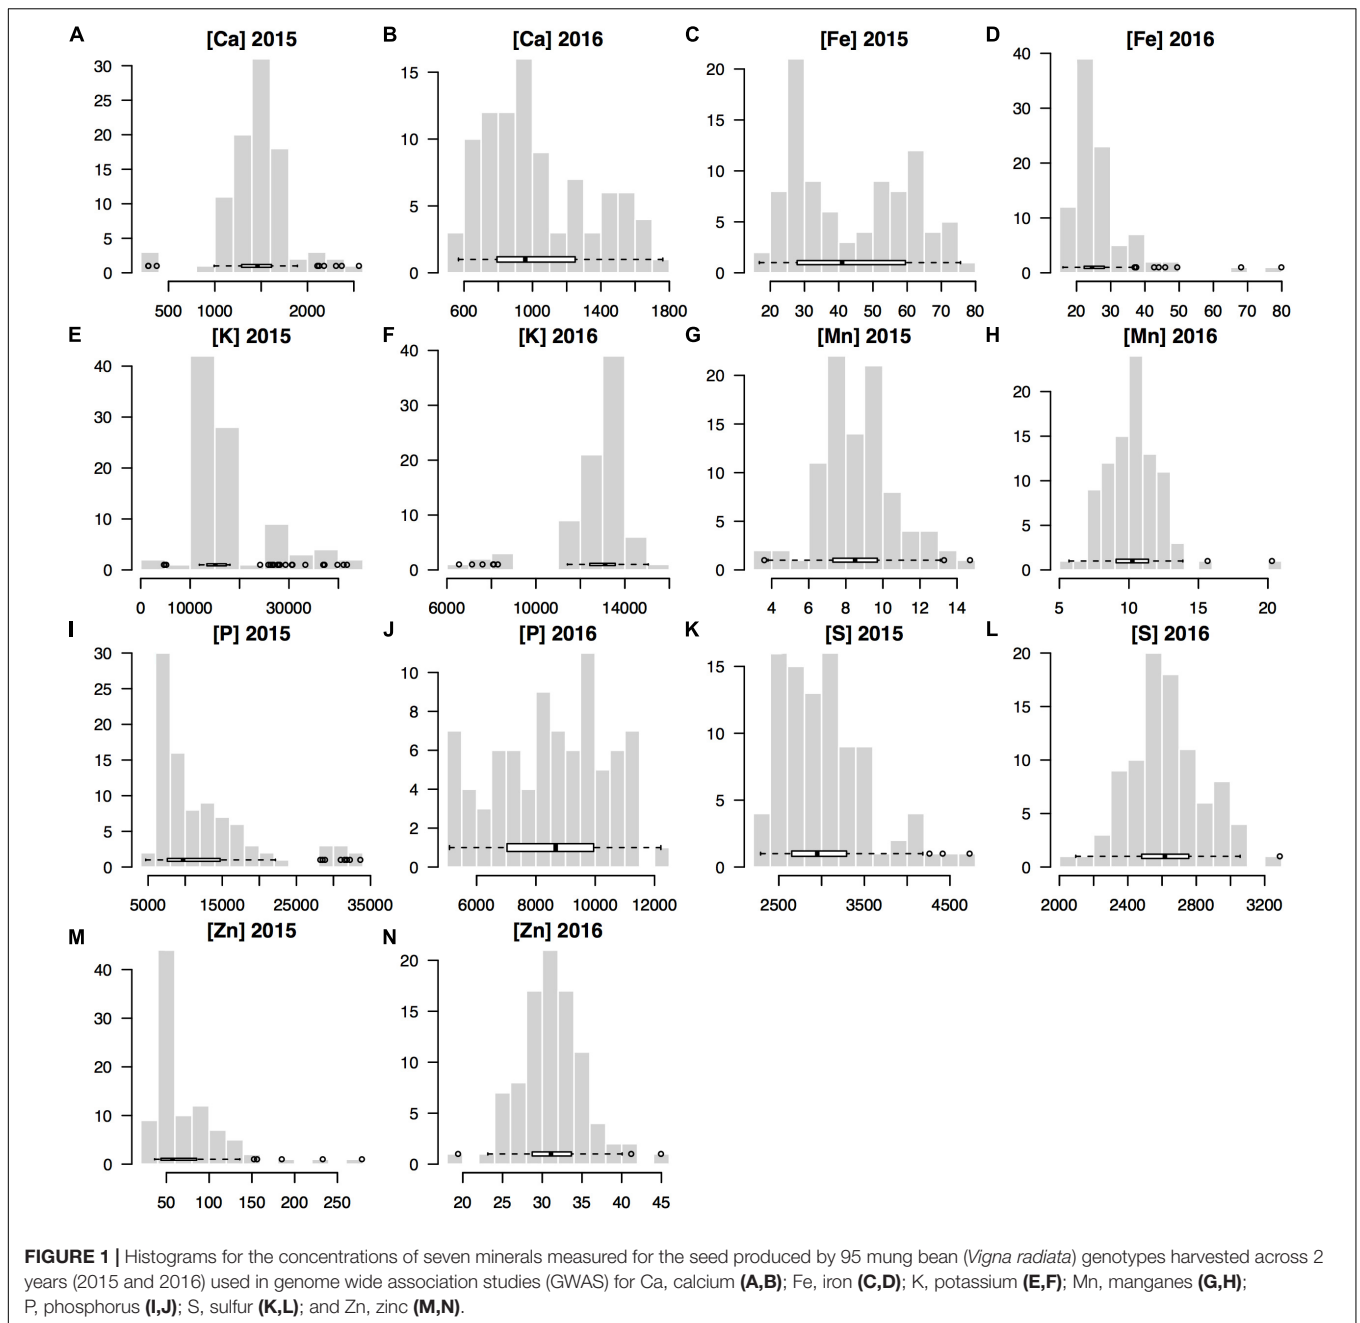 A
[Ca] 2015
30
25
20
15
10
5
0
500 1000 2000
B
[Ca] 2016
15
10
5
0
600 1000 1400 1800
C
[Fe] 2015
20
15
10
5
0
20 30 40 50 60 70 80
D
[Fe] 2016
40
30
20
10
0
20 30 40 50 60 70 80
E
[K] 2015
40
30
20
10
0
0 10000 30000
F
[K] 2016
40
30
20
10
0
6000 10000 14000
G
[Mn] 2015
20
15
10
5
0
4 6 8 10 12 14
H
[Mn] 2016
20
15
10
5
0
5 10 15 20
I
[P] 2015
30
25
20
15
10
5
0
5000 15000 25000 35000
J
[P] 2016
10
8
6
4
2
0
6000 8000 10000 12000
K
[S] 2015
15
10
5
0
2500 3500 4500
L
[S] 2016
20
15
10
5
0
2000 2400 2800 3200
M
[Zn] 2015
40
30
20
10
0
50 100 150 200 250
N
[Zn] 2016
20
15
10
5
0
20 25 30 35 40 45
FIGURE 1 | Histograms for the concentrations of seven minerals measured for the seed produced by 95 mung bean (Vigna radiata) genotypes harvested across 2
years (2015 and 2016) used in genome wide association studies (GWAS) for Ca, calcium (A,B); Fe, iron (C,D); K, potassium (E,F); Mn, manganes (G,H);
P, phosphorus (I,J); S, sulfur (K,L); and Zn, zinc (M,N).